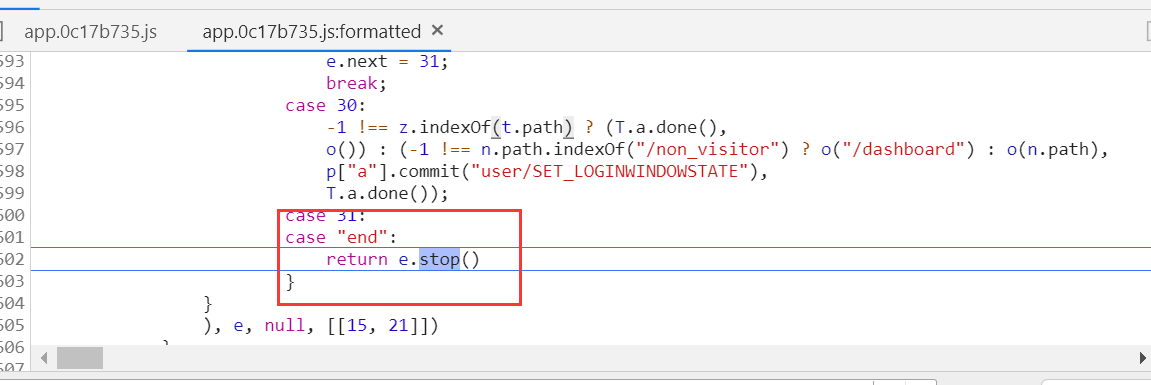 app.0c17b735.js app.0c17b735.js:formatted ×
593 e.next = 31;
594 break;
595 case 30:
596 -1 !== z.indexOf(t.path) ? (T.a.done(),
597 o()) : (-1 !== n.path.indexOf("/non_visitor") ? o("/dashboard") : o(n.path),
598 p["a"].commit("user/SET_LOGINWINDOWSTATE"),
599 T.a.done());
600 case 31:
601 case "end":
602 return e.stop()
603 }
604 }
605 ), e, null, [[15, 21]])
606 }
607